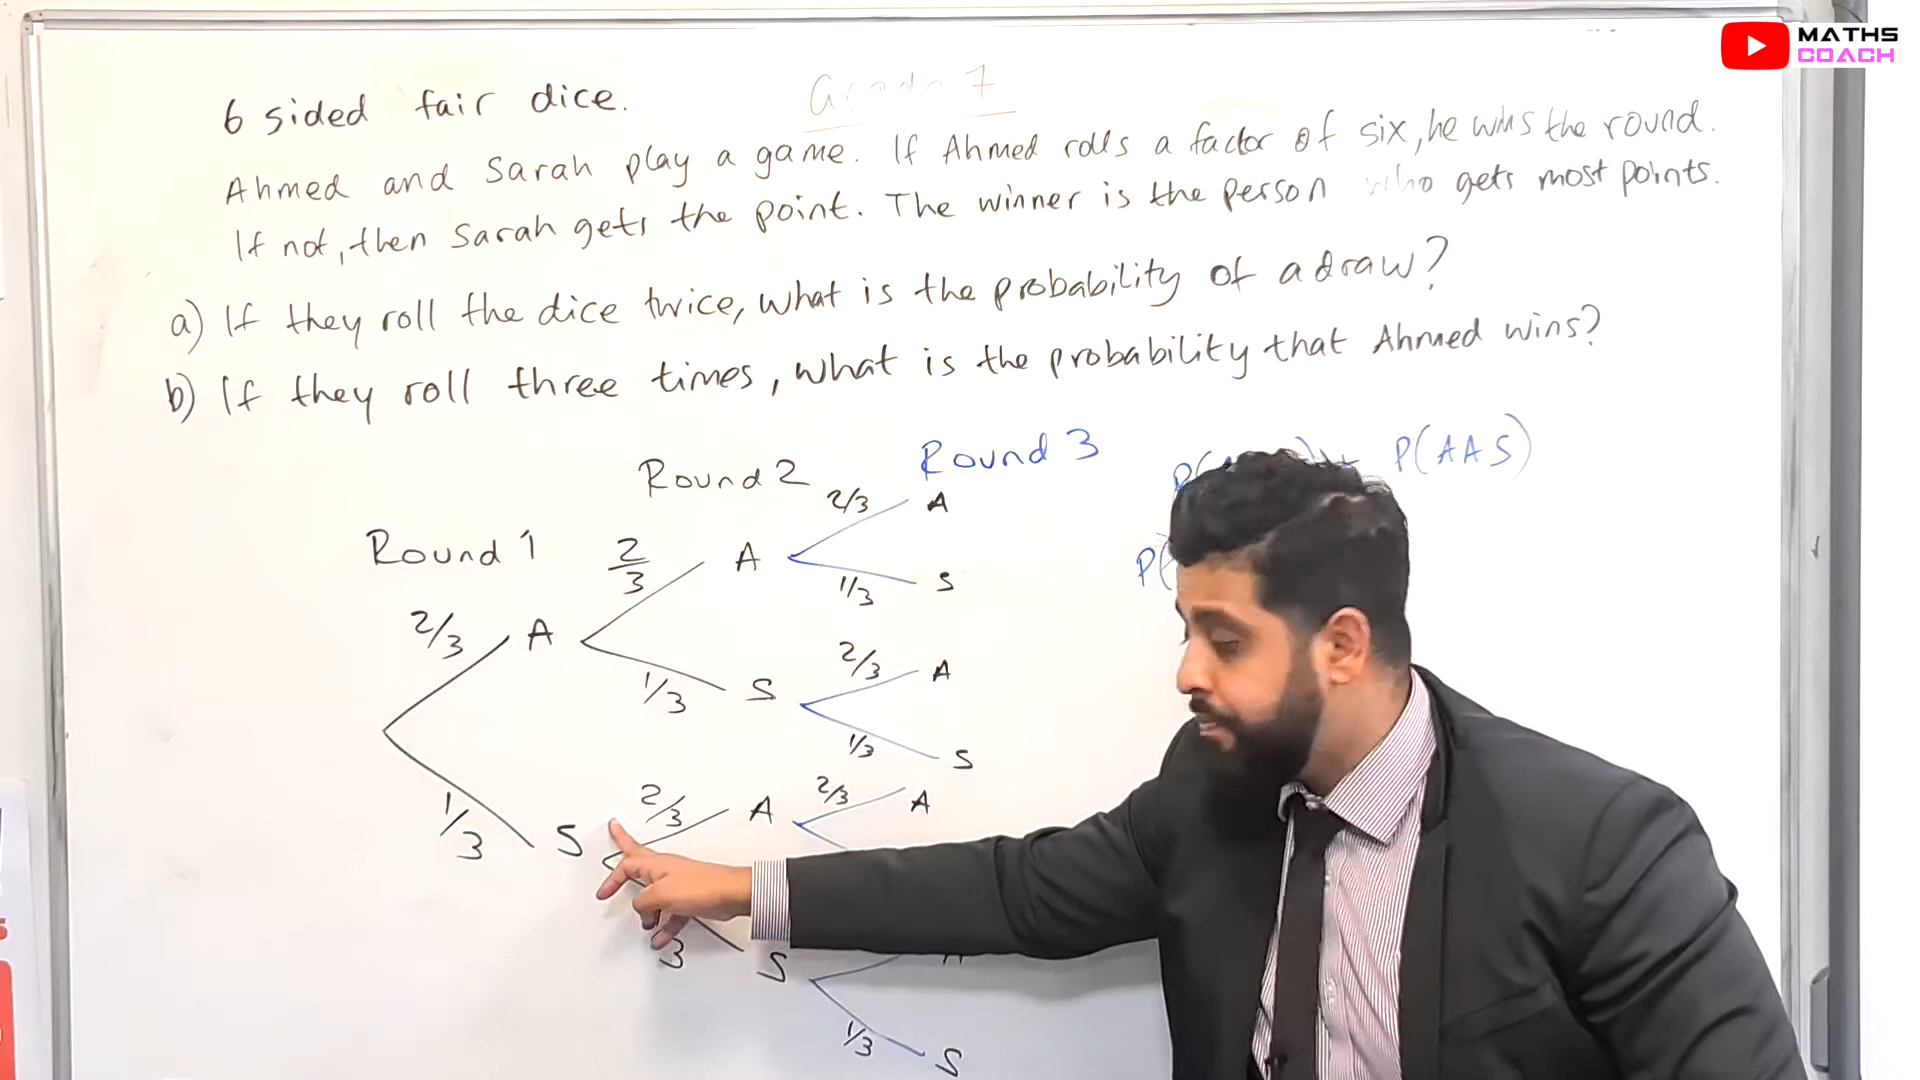 MATHS
COACH
Grade 7
6 sided fair dice.
Ahmed and Sarah play a game. If Ahmed rolls a factor of six, he wins the round.
If not, then Sarah gets the point. The winner is the person who gets most points.
a) If they roll the dice twice, what is the probability of a draw?
b) If they roll three times, what is the probability that Ahmed wins?
Round 1
Round 2
Round 3
P(AAS)
P(
2/3 A
1/3 S
2/3 A
1/3 S
2/3 A
1/3 S
2/3 A
1/3 S
2/3 A
1/3 S
2/3 A
3 S
1/3 S